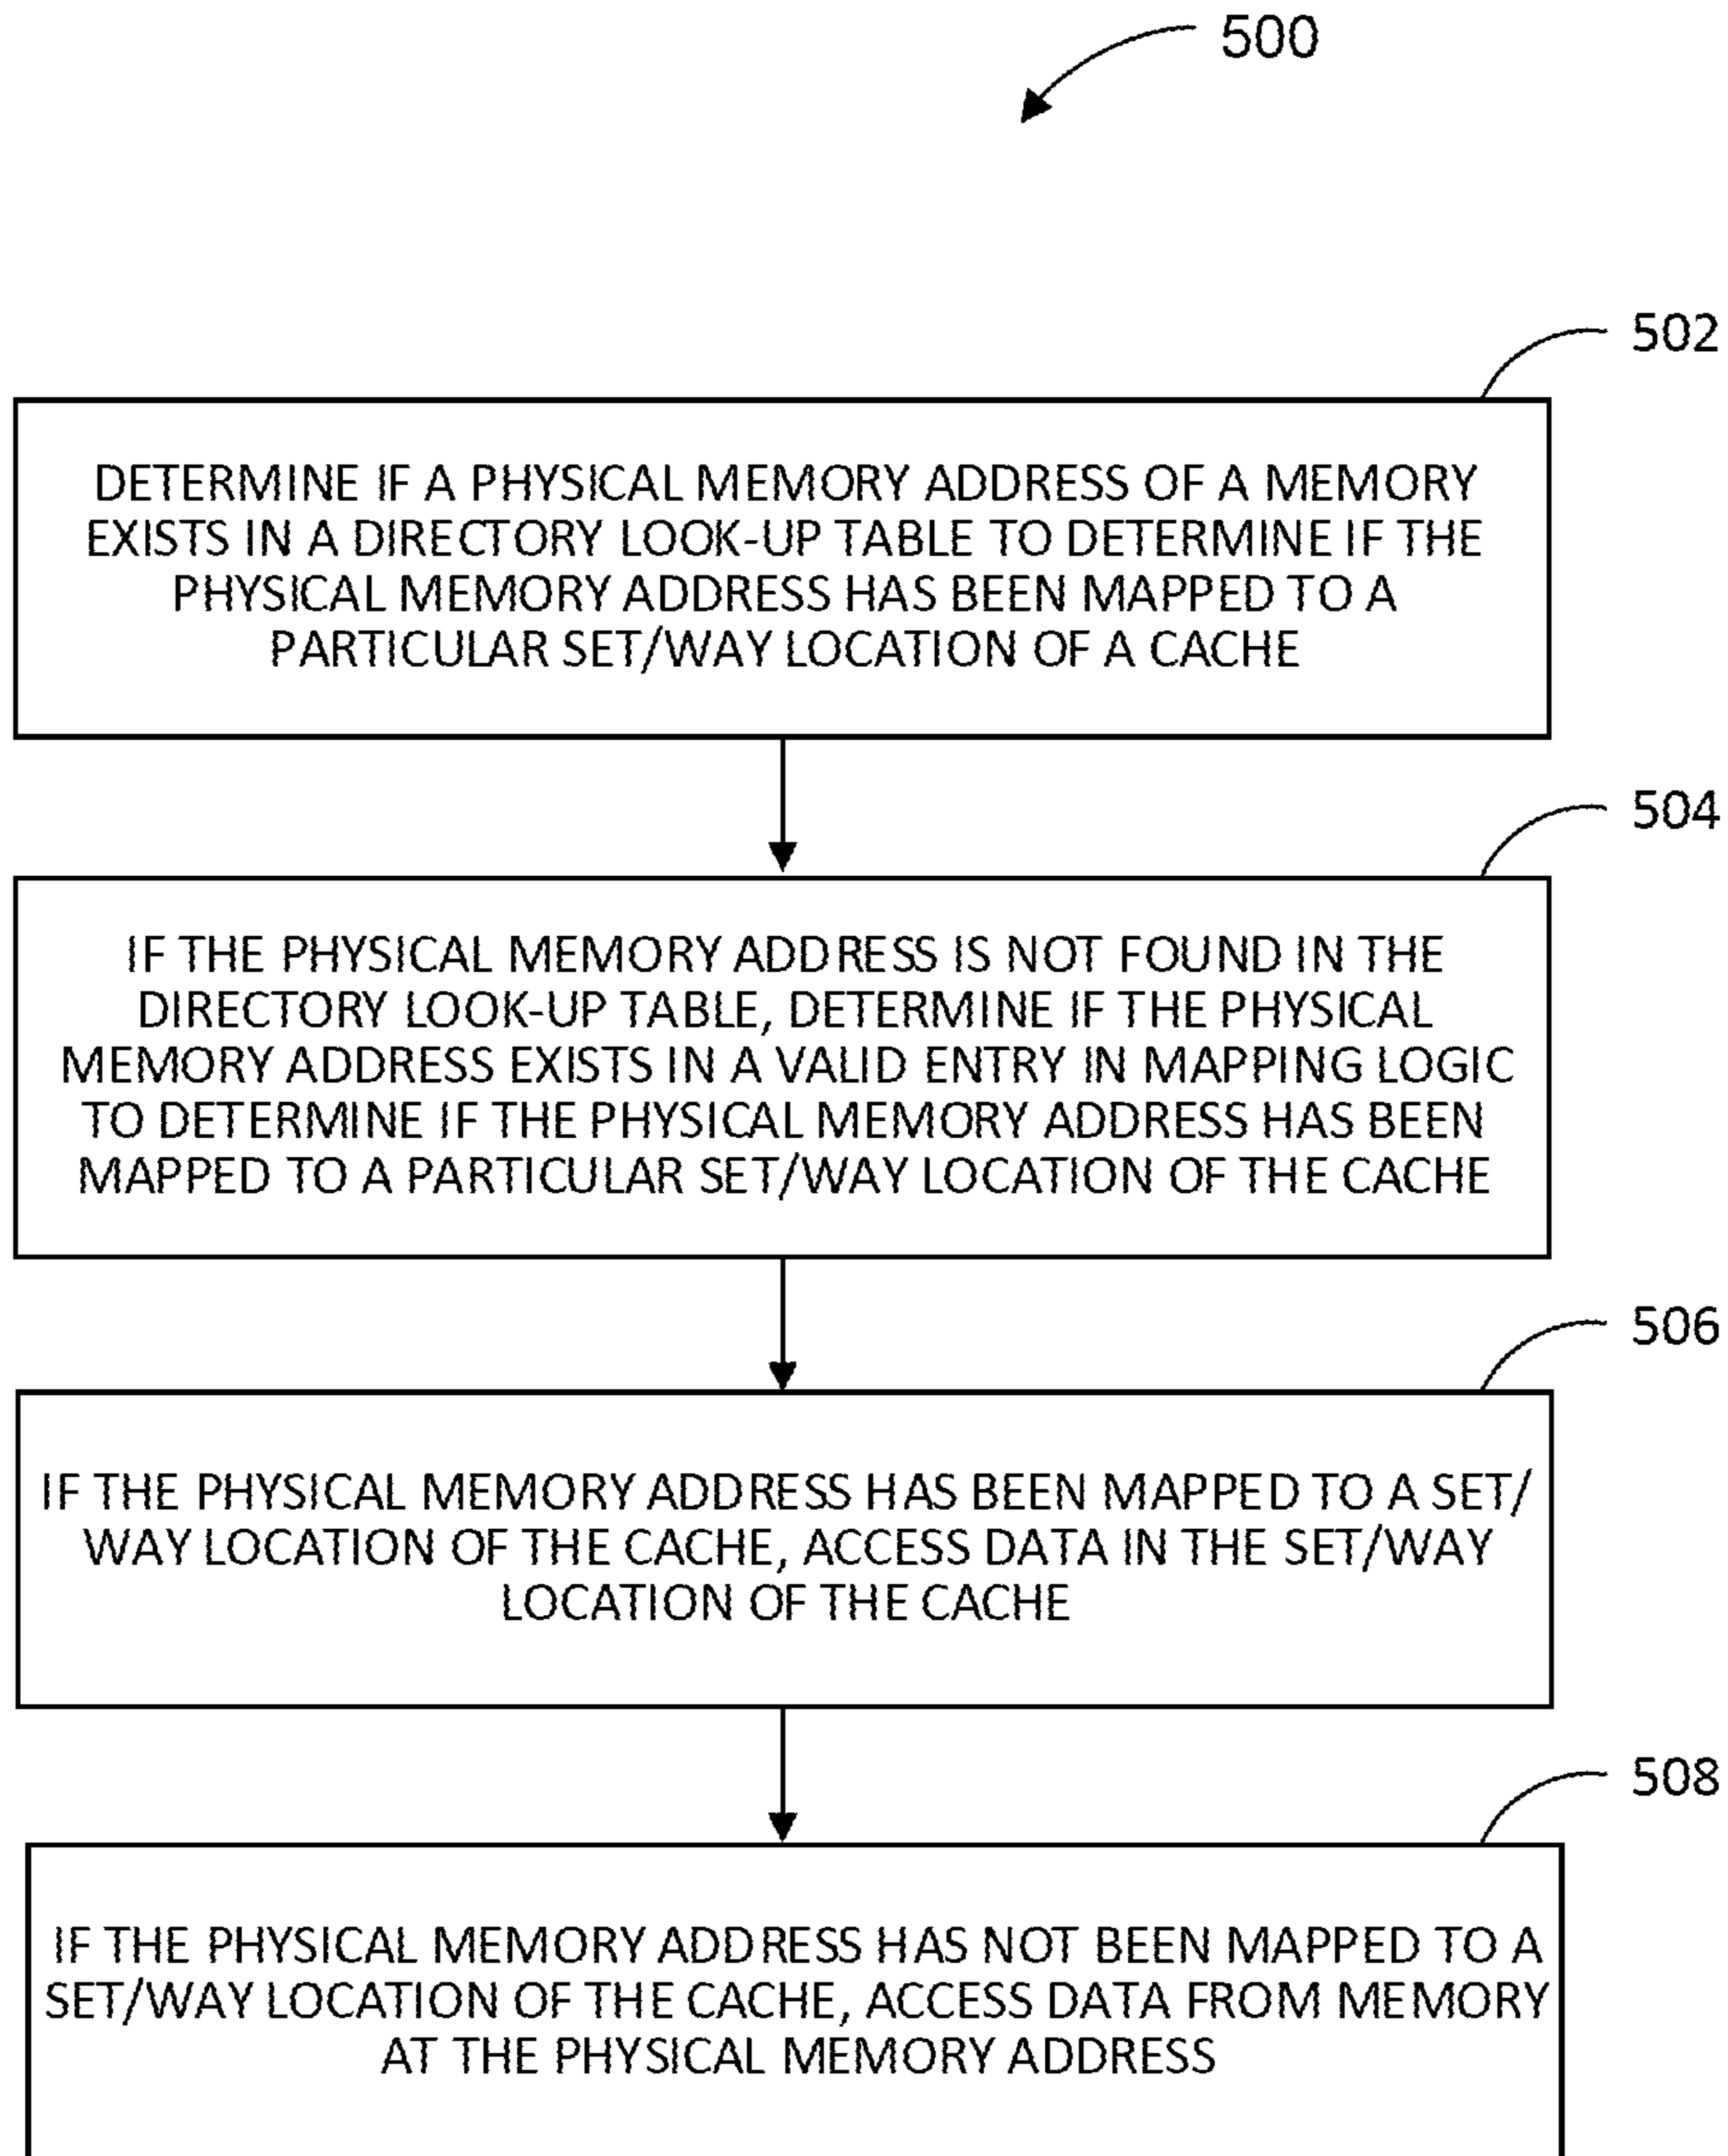 500
502
DETERMINE IF A PHYSICAL MEMORY ADDRESS OF A MEMORY
EXISTS IN A DIRECTORY LOOK-UP TABLE TO DETERMINE IF THE
PHYSICAL MEMORY ADDRESS HAS BEEN MAPPED TO A
PARTICULAR SET/WAY LOCATION OF A CACHE
504
IF THE PHYSICAL MEMORY ADDRESS IS NOT FOUND IN THE
DIRECTORY LOOK-UP TABLE, DETERMINE IF THE PHYSICAL
MEMORY ADDRESS EXISTS IN A VALID ENTRY IN MAPPING LOGIC
TO DETERMINE IF THE PHYSICAL MEMORY ADDRESS HAS BEEN
MAPPED TO A PARTICULAR SET/WAY LOCATION OF THE CACHE
506
IF THE PHYSICAL MEMORY ADDRESS HAS BEEN MAPPED TO A SET/
WAY LOCATION OF THE CACHE, ACCESS DATA IN THE SET/WAY
LOCATION OF THE CACHE
508
IF THE PHYSICAL MEMORY ADDRESS HAS NOT BEEN MAPPED TO A
SET/WAY LOCATION OF THE CACHE, ACCESS DATA FROM MEMORY
AT THE PHYSICAL MEMORY ADDRESS